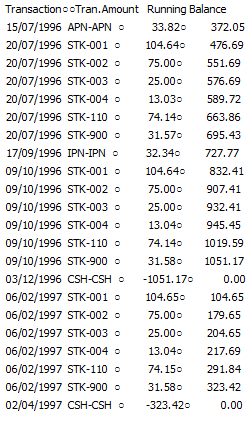 Transaction○○Tran.Amount Running Balance
15/07/1996 APN-APN ○ 33.82○ 372.05
20/07/1996 STK-001 ○ 104.64○ 476.69
20/07/1996 STK-002 ○ 75.00○ 551.69
20/07/1996 STK-003 ○ 25.00○ 576.69
20/07/1996 STK-004 ○ 13.03○ 589.72
20/07/1996 STK-110 ○ 74.14○ 663.86
20/07/1996 STK-900 ○ 31.57○ 695.43
17/09/1996 IPN-IPN ○ 32.34○ 727.77
09/10/1996 STK-001 ○ 104.64○ 832.41
09/10/1996 STK-002 ○ 75.00○ 907.41
09/10/1996 STK-003 ○ 25.00○ 932.41
09/10/1996 STK-004 ○ 13.04○ 945.45
09/10/1996 STK-110 ○ 74.14○ 1019.59
09/10/1996 STK-900 ○ 31.58○ 1051.17
03/12/1996 CSH-CSH ○ -1051.17○ 0.00
06/02/1997 STK-001 ○ 104.65○ 104.65
06/02/1997 STK-002 ○ 75.00○ 179.65
06/02/1997 STK-003 ○ 25.00○ 204.65
06/02/1997 STK-004 ○ 13.04○ 217.69
06/02/1997 STK-110 ○ 74.15○ 291.84
06/02/1997 STK-900 ○ 31.58○ 323.42
02/04/1997 CSH-CSH ○ -323.42○ 0.00